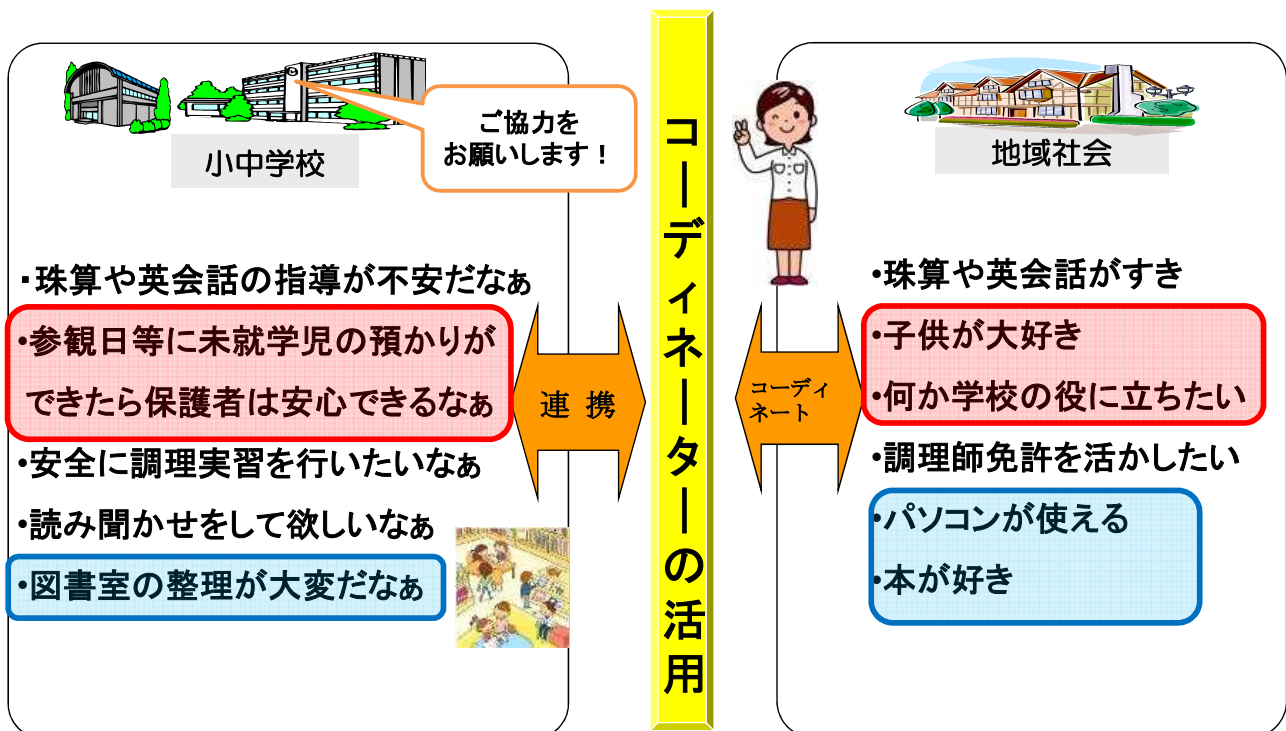 小中学校
ご協力を
お願いします！
・珠算や英会話の指導が不安だなぁ
・参観日等に未就学児の預かりが
できたら保護者は安心できるなぁ
・安全に調理実習を行いたいなぁ
・読み聞かせをして欲しいなぁ
・図書室の整理が大変だなぁ
連 携
コーディネーターの活用
コーディ
ネート
地域社会
・珠算や英会話がすき
・子供が大好き
・何か学校の役に立ちたい
・調理師免許を活かしたい
・パソコンが使える
・本が好き